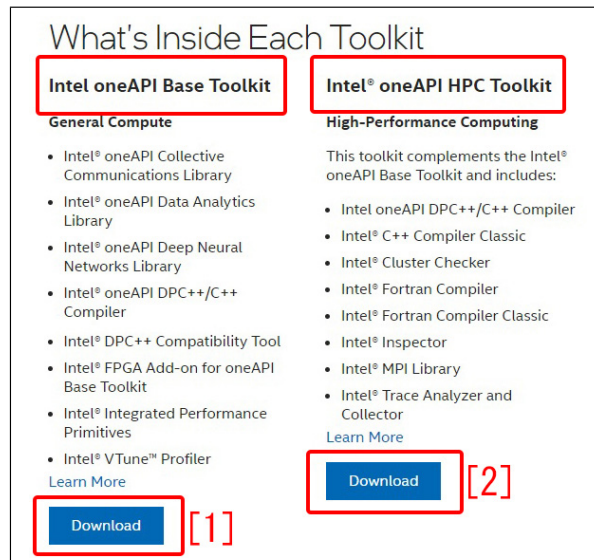 What's Inside Each Toolkit
Intel oneAPI Base Toolkit
General Compute
• Intel® oneAPI Collective
Communications Library
• Intel® oneAPI Data Analytics
Library
• Intel® oneAPI Deep Neural
Networks Library
• Intel® oneAPI DPC++/C++
Compiler
• Intel® DPC++ Compatibility Tool
• Intel® FPGA Add-on for oneAPI
Base Toolkit
• Intel® Integrated Performance
Primitives
• Intel® VTune™ Profiler
Learn More
Download
[1]
Intel® oneAPI HPC Toolkit
High-Performance Computing
This toolkit complements the Intel®
oneAPI Base Toolkit and includes:
• Intel oneAPI DPC++/C++ Compiler
• Intel® C++ Compiler Classic
• Intel® Cluster Checker
• Intel® Fortran Compiler
• Intel® Fortran Compiler Classic
• Intel® Inspector
• Intel® MPI Library
• Intel® Trace Analyzer and
Collector
Learn More
Download
[2]